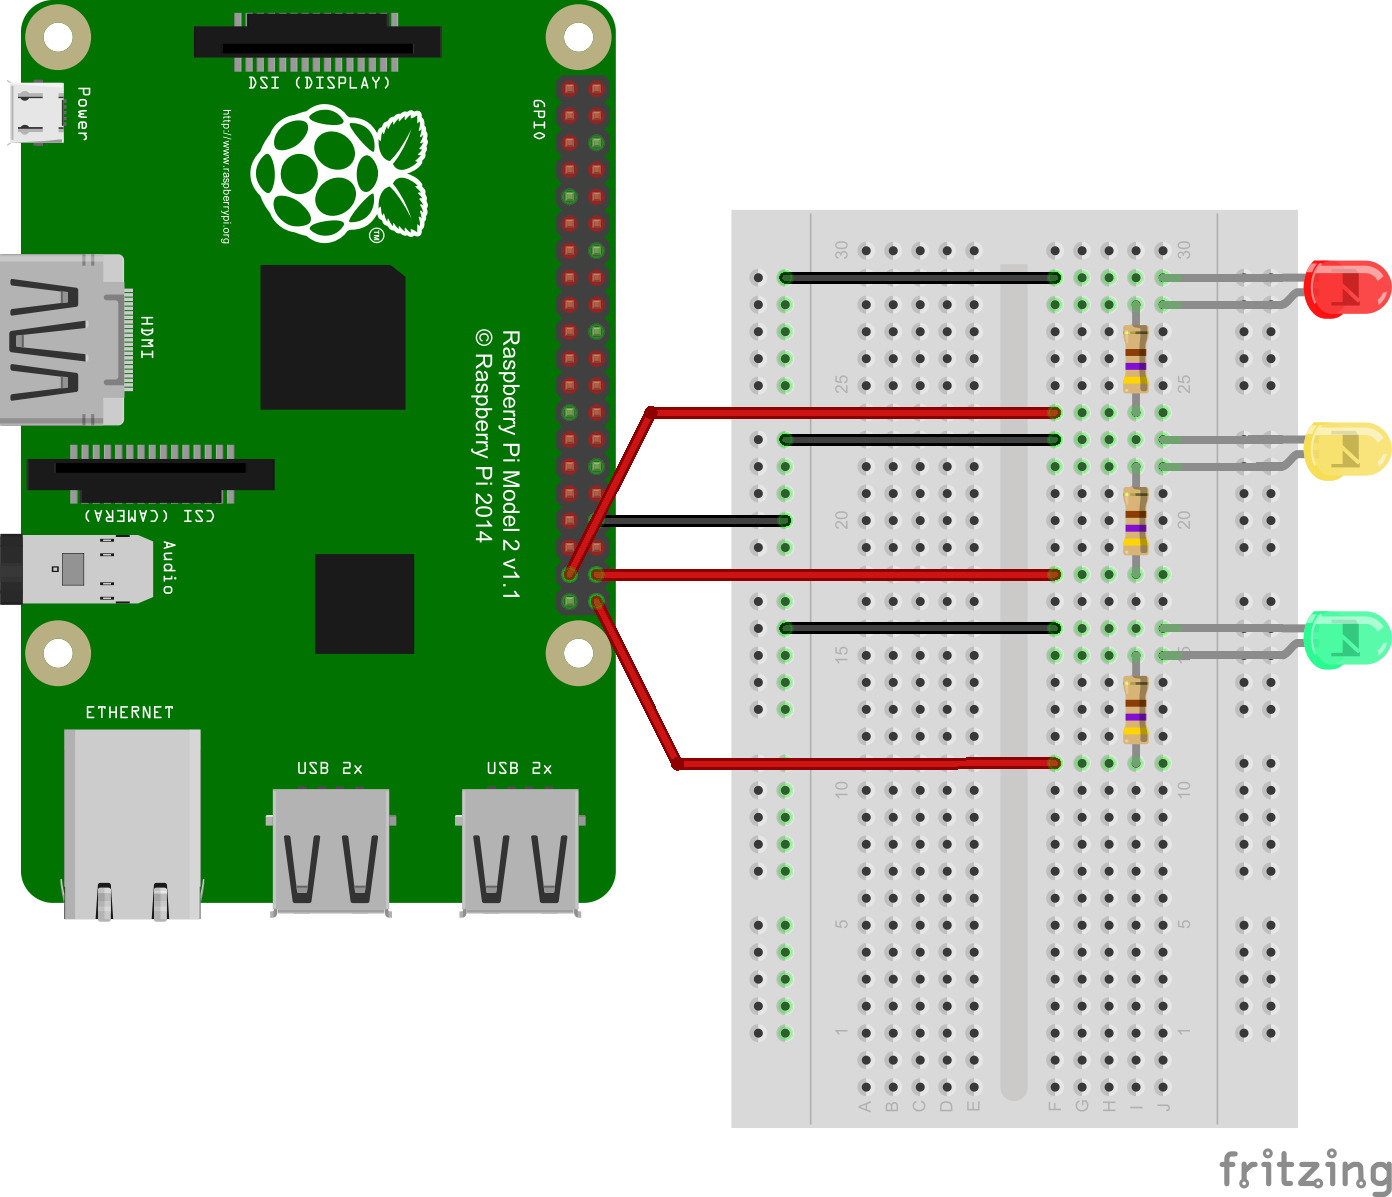 DSI (DISPLAY)
Power
GPIO
http://www.raspberrypi.org
TM
HDMI
Raspberry Pi Model 2 v1.1
© Raspberry Pi 2014
CSI (CAMERA)
Audio
ETHERNET
USB 2x
USB 2x
30
30
25
25
20
20
15
15
10
10
5
5
1
1
A B C D E F G H I J
fritzing